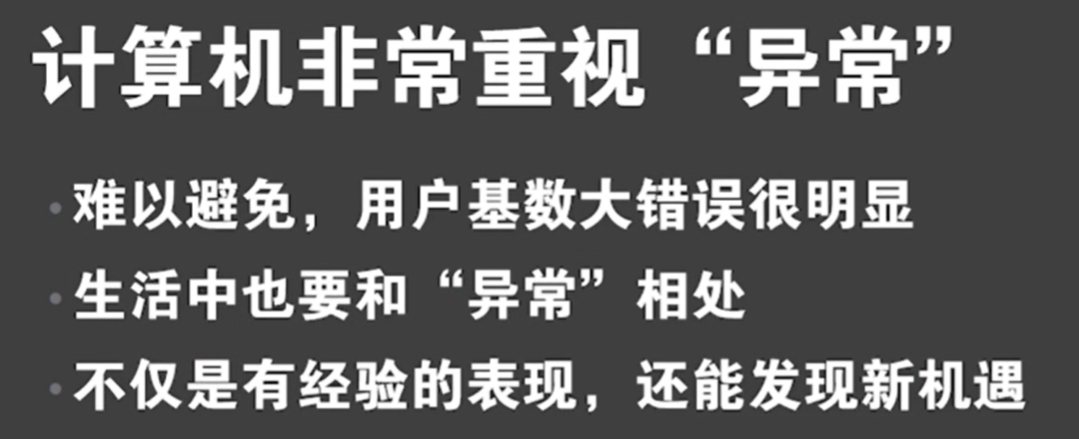 计算机非常重视“异常”
难以避免，用户基数大错误很明显
生活中也要和“异常”相处
不仅是有经验的表现，还能发现新机遇